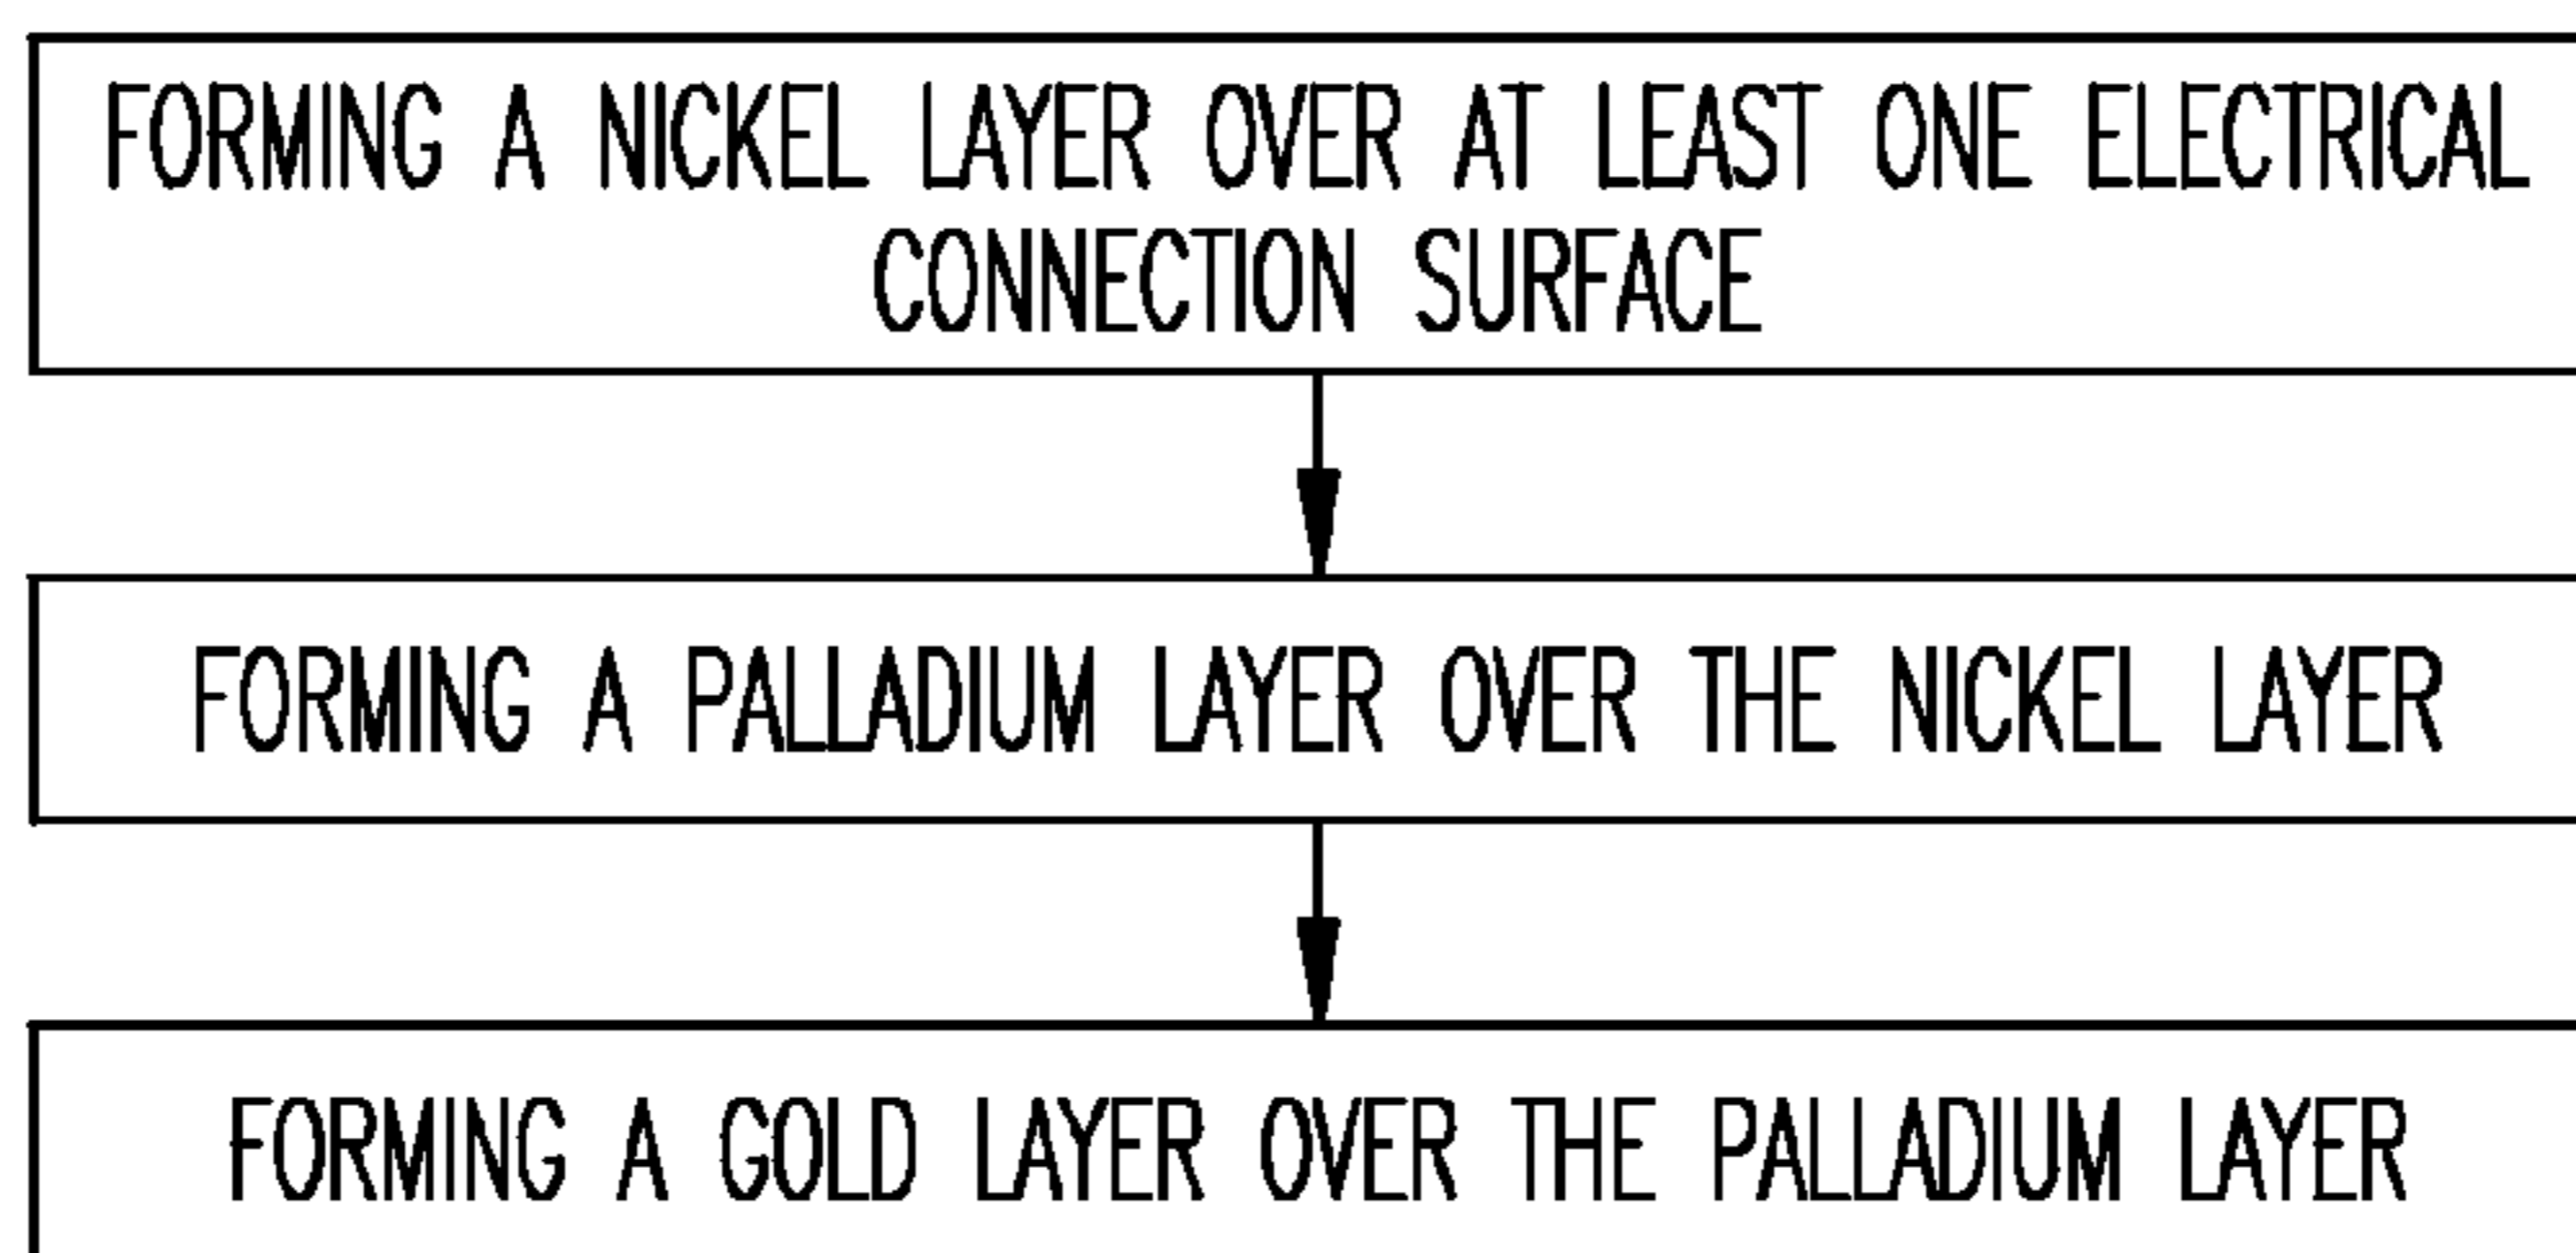 FORMING A NICKEL LAYER OVER AT LEAST ONE ELECTRICAL
CONNECTION SURFACE
FORMING A PALLADIUM LAYER OVER THE NICKEL LAYER
FORMING A GOLD LAYER OVER THE PALLADIUM LAYER